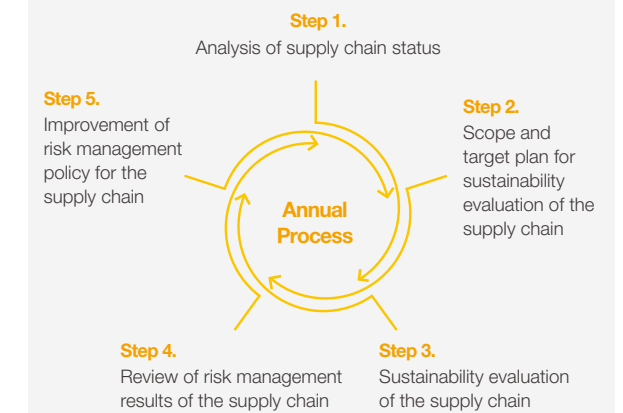 Step 1.
Analysis of supply chain status
Step 2.
Scope and
target plan for
sustainability
evaluation of the
supply chain
Step 3.
Sustainability evaluation
of the supply chain
Step 4.
Review of risk management
results of the supply chain
Step 5.
Improvement of
risk management
policy for the
supply chain
Annual
Process